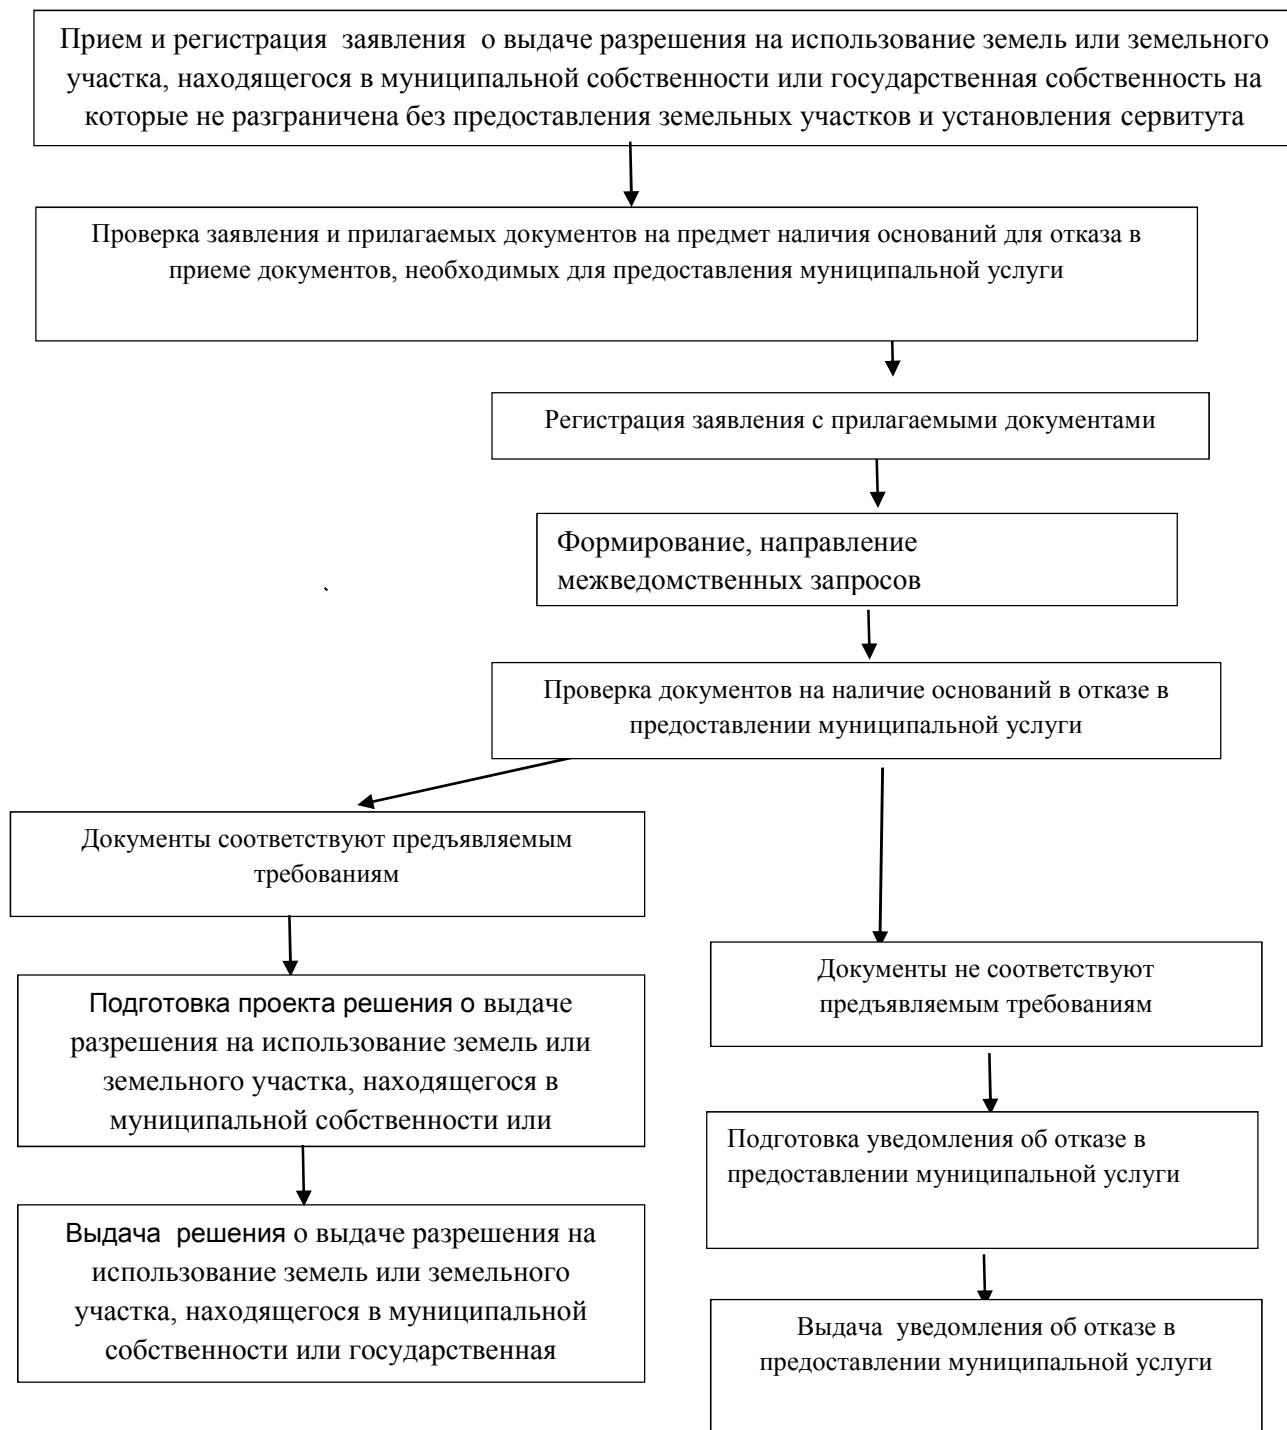 Прием и регистрация  заявления  о выдаче разрешения на использование земель или земельного
участка, находящегося в муниципальной собственности или государственная собственность на
которые не разграничена без предоставления земельных участков и установления сервитута
Проверка заявления и прилагаемых документов на предмет наличия оснований для отказа в
приеме документов, необходимых для предоставления муниципальной услуги
Регистрация заявления с прилагаемыми документами
Формирование, направление
межведомственных запросов
Проверка документов на наличие оснований в отказе в
предоставлении муниципальной услуги
Документы соответствуют предъявляемым
требованиям
Подготовка проекта решения о выдаче
разрешения на использование земель или
земельного участка, находящегося в
муниципальной собственности или
Выдача  решения о выдаче разрешения на
использование земель или земельного
участка, находящегося в муниципальной
собственности или государственная
Документы не соответствуют
предъявляемым требованиям
Подготовка уведомления об отказе в
предоставлении муниципальной услуги
Выдача  уведомления об отказе в
предоставлении муниципальной услуги